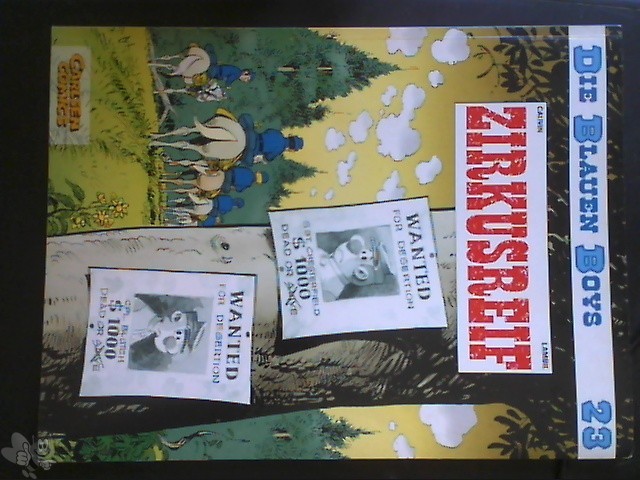 DIE BLAUEN BOYS 23
CAUVIN
LAMBIL
ZIRKUSREIF
WANTED
FOR DESERTION
SGT. CHESTERFIELD
$ 1000
DEAD OR ALIVE
WANTED
FOR DESERTION
CPL. BLUTCH
$ 1000
DEAD OR ALIVE
CARLSEN
COMICS